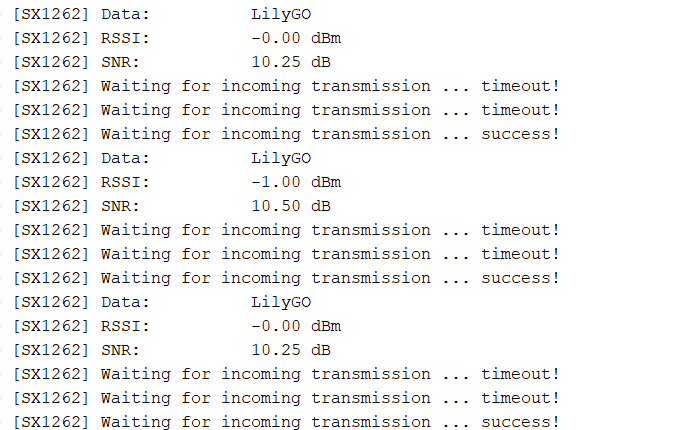 [SX1262] Data:          LilyGO
[SX1262] RSSI:          -0.00 dBm
[SX1262] SNR:           10.25 dB
[SX1262] Waiting for incoming transmission ... timeout!
[SX1262] Waiting for incoming transmission ... timeout!
[SX1262] Waiting for incoming transmission ... success!
[SX1262] Data:          LilyGO
[SX1262] RSSI:          -1.00 dBm
[SX1262] SNR:           10.50 dB
[SX1262] Waiting for incoming transmission ... timeout!
[SX1262] Waiting for incoming transmission ... timeout!
[SX1262] Waiting for incoming transmission ... success!
[SX1262] Data:          LilyGO
[SX1262] RSSI:          -0.00 dBm
[SX1262] SNR:           10.25 dB
[SX1262] Waiting for incoming transmission ... timeout!
[SX1262] Waiting for incoming transmission ... timeout!
[SX1262] Waiting for incoming transmission ... success!